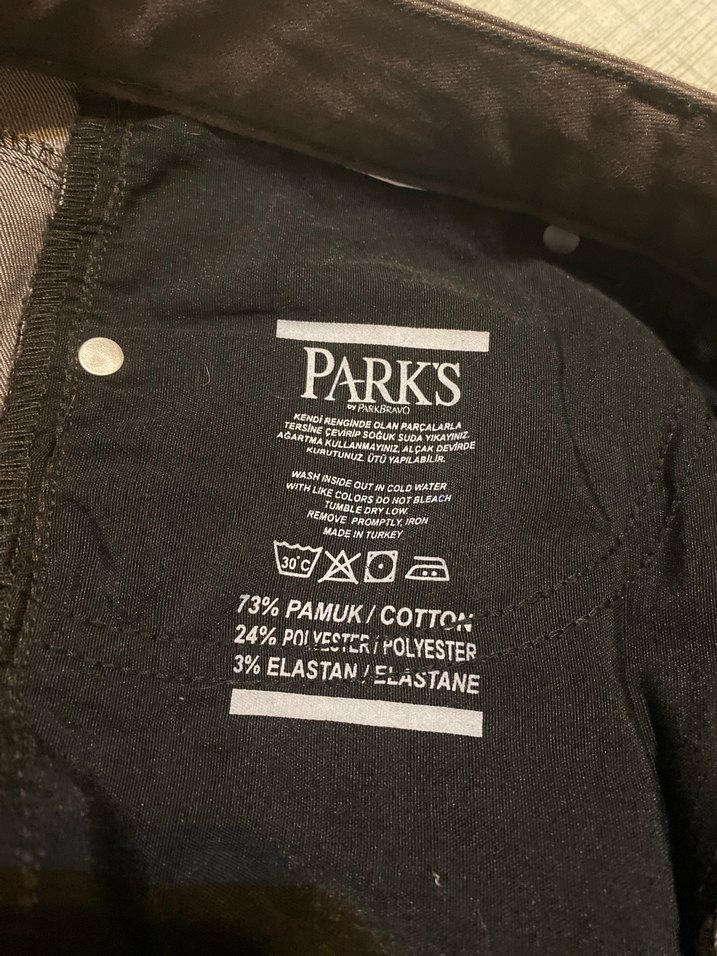 PARK'S
by PARKBRAVO
KENDİ RENGİNDE OLAN PARÇALARLA
TERSİNE ÇEVİRİP SOĞUK SUDA YIKAYINIZ.
AĞARTMA KULLANMAYINIZ, ALÇAK DEVİRDE
KURUTUNUZ. ÜTÜ YAPILABİLİR.
WASH INSIDE OUT IN COLD WATER
WITH LIKE COLORS DO NOT BLEACH
TUMBLE DRY LOW.
REMOVE PROMPTLY, IRON
MADE IN TURKEY
30°C
73% PAMUK / COTTON
24% POLYESTER / POLYESTER
3% ELASTAN / ELASTANE